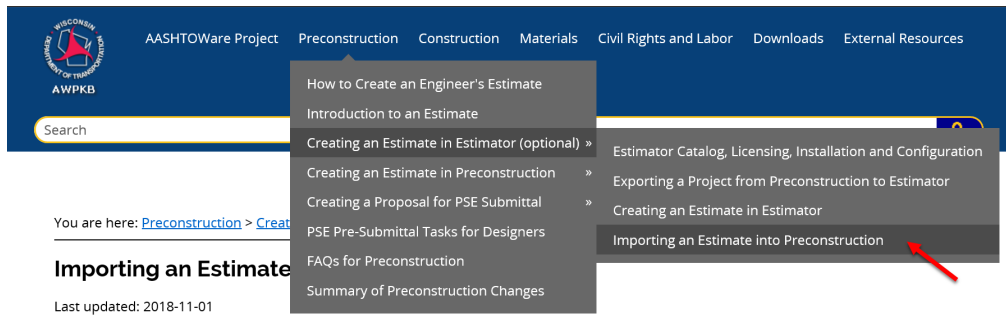 WISCONSIN
DEPARTMENT OF TRANSPORTATION
AWPKB
AASHTOWare Project Preconstruction Construction Materials Civil Rights and Labor Downloads External Resources
Search
How to Create an Engineer's Estimate
Introduction to an Estimate
Creating an Estimate in Estimator (optional) »
Creating an Estimate in Preconstruction »
Creating a Proposal for PSE Submittal »
PSE Pre-Submittal Tasks for Designers
FAQs for Preconstruction
Summary of Preconstruction Changes
Estimator Catalog, Licensing, Installation and Configuration
Exporting a Project from Preconstruction to Estimator
Creating an Estimate in Estimator
Importing an Estimate into Preconstruction
You are here: Preconstruction > Creat
Importing an Estimate
Last updated: 2018-11-01